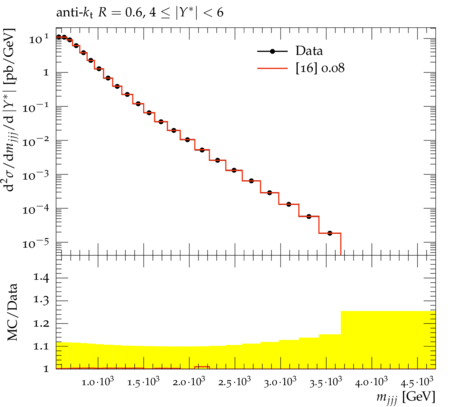 anti-kt R = 0.6, 4 ≤ |Y*| < 6
d²σ/dm_jjj/d|Y*| [pb/GeV]
10¹
1
10⁻¹
10⁻²
10⁻³
10⁻⁴
10⁻⁵
Data
[16] 0.08
MC/Data
1.4
1.3
1.2
1.1
1
1.0·10³ 1.5·10³ 2.0·10³ 2.5·10³ 3.0·10³ 3.5·10³ 4.0·10³ 4.5·10³
m_jjj [GeV]